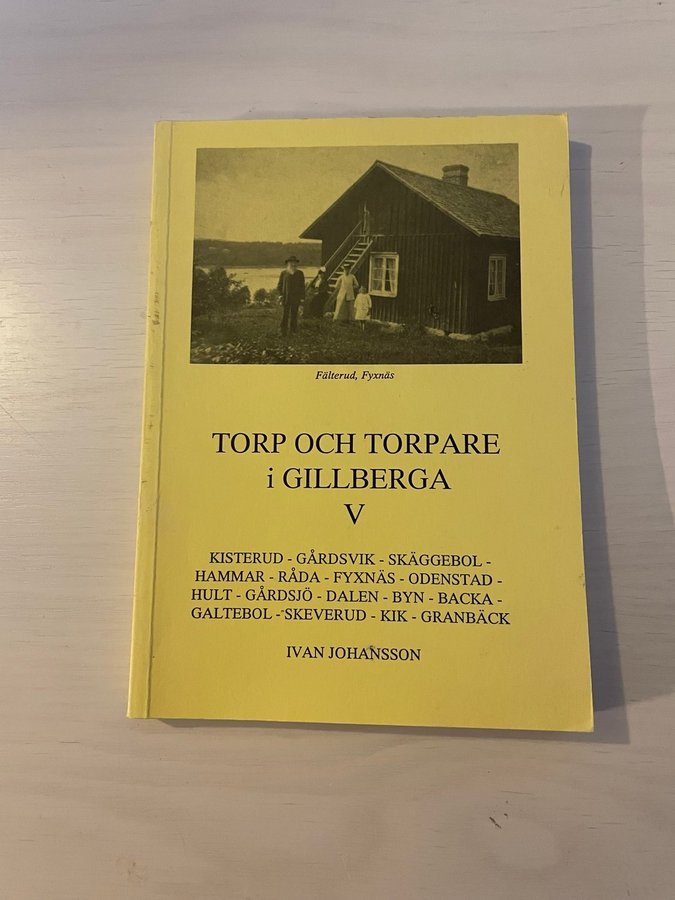 Fälterud, Fyxnäs
TORP OCH TORPARE
i GILLBERGA
V
KISTERUD - GÅRDSVIK - SKÄGGEBOL -
HAMMAR - RÅDA - FYXNÄS - ODENSTAD -
HULT - GÅRDSJÖ - DALEN - BYN - BACKA -
GALTEBOL - SKEVERUD - KIK - GRANBÄCK
IVAN JOHANSSON